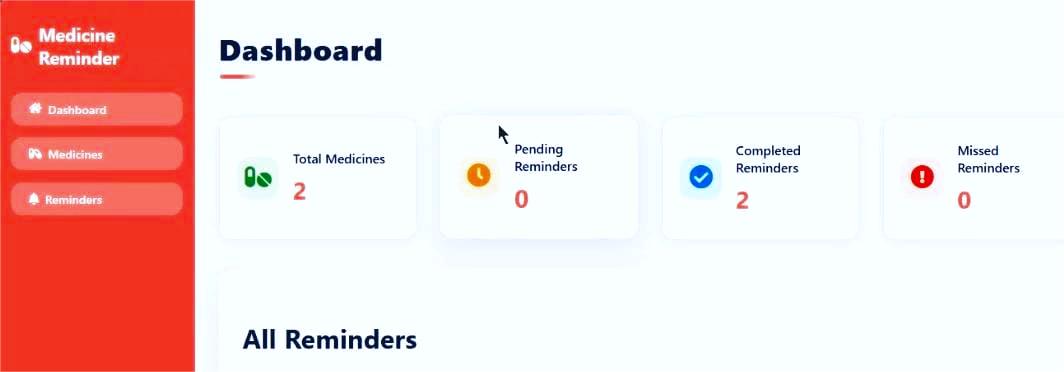 Medicine
Reminder
Dashboard
Medicines
Reminders
Dashboard
Total Medicines
2
Pending
Reminders
0
Completed
Reminders
2
Missed
Reminders
0
All Reminders